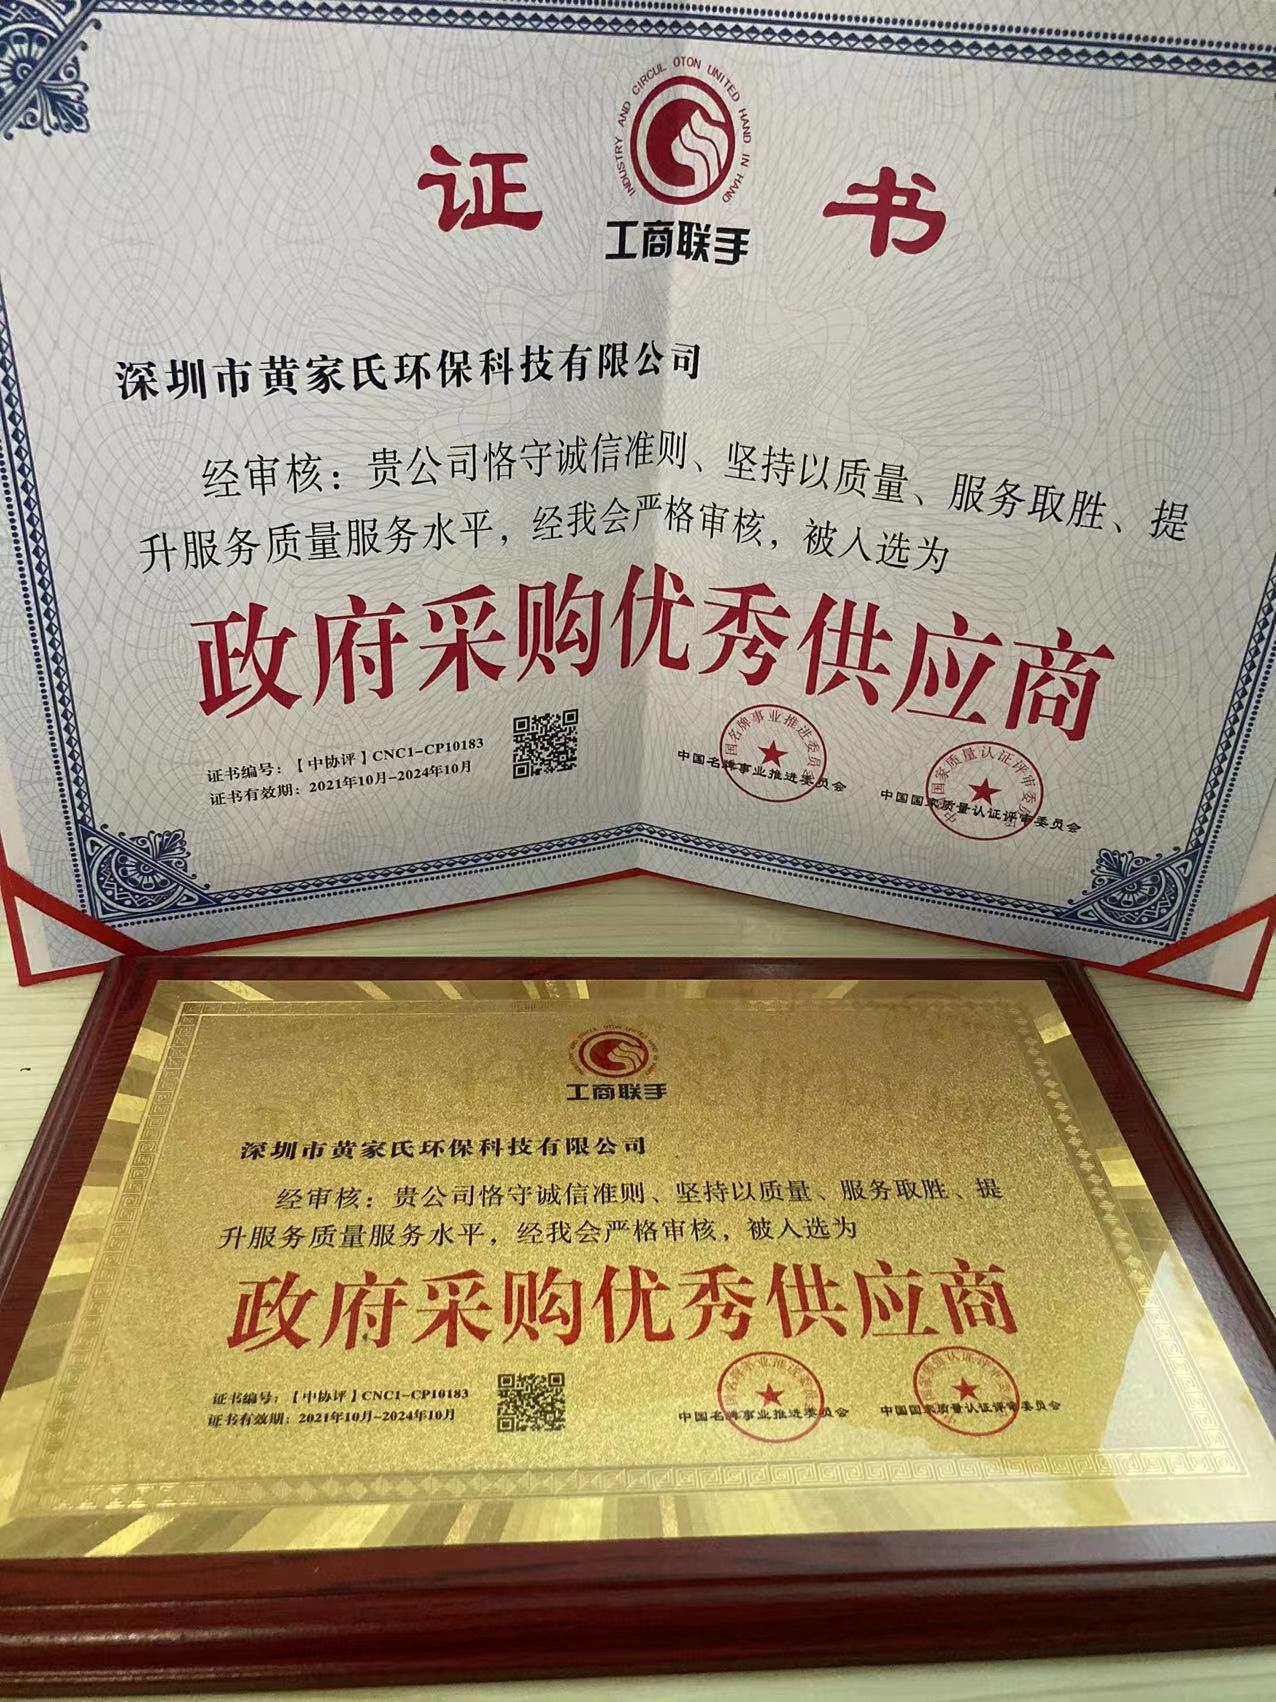 INDUSTRY AND CIRCUL OTON UNITED HAND IN HAND
证 书
工商联手
深圳市黄家氏环保科技有限公司
经审核：贵公司恪守诚信准则、坚持以质量、服务取胜、提
升服务质量服务水平，经我会严格审核，被入选为
政府采购优秀供应商
证书编号：【中协评】CNC1-CP10183
证书有效期：2021年10月-2024年10月
中国名牌事业推进委员会
中国国家质量认证评审委员会
工商联手
深圳市黄家氏环保科技有限公司
经审核：贵公司恪守诚信准则、坚持以质量、服务取胜、提
升服务质量服务水平，经我会严格审核，被入选为
政府采购优秀供应商
证书编号：【中协评】CNC1-CP10183
证书有效期：2021年10月-2024年10月
中国名牌事业推进委员会
中国国家质量认证评审委员会